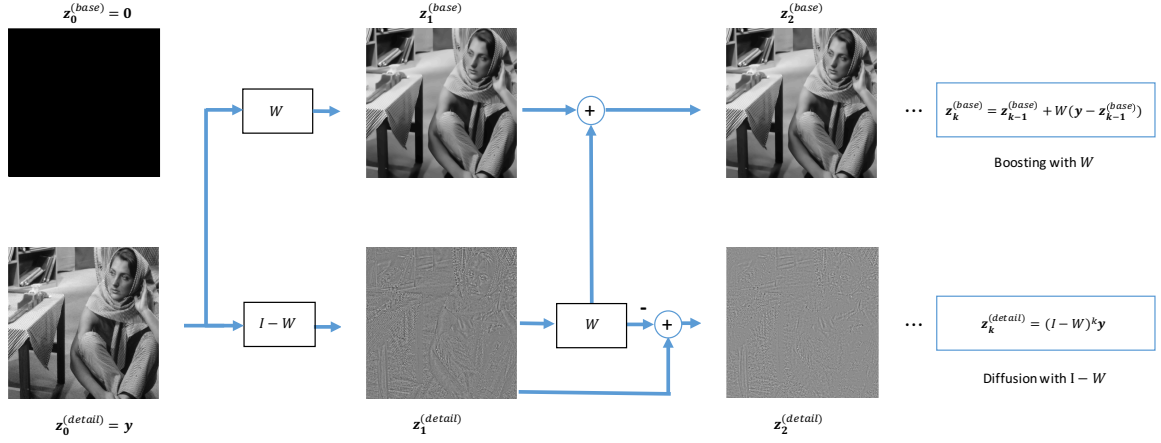 z_0^{(base)} = 0
z_1^{(base)}
z_2^{(base)}
W
+
... z_k^{(base)} = z_{k-1}^{(base)} + W(y − z_{k-1}^{(base)})
Boosting with W
I − W
W
-
+
... z_k^{(detail)} = (I − W)^k y
Diffusion with I − W
z_0^{(detail)} = y
z_1^{(detail)}
z_2^{(detail)}